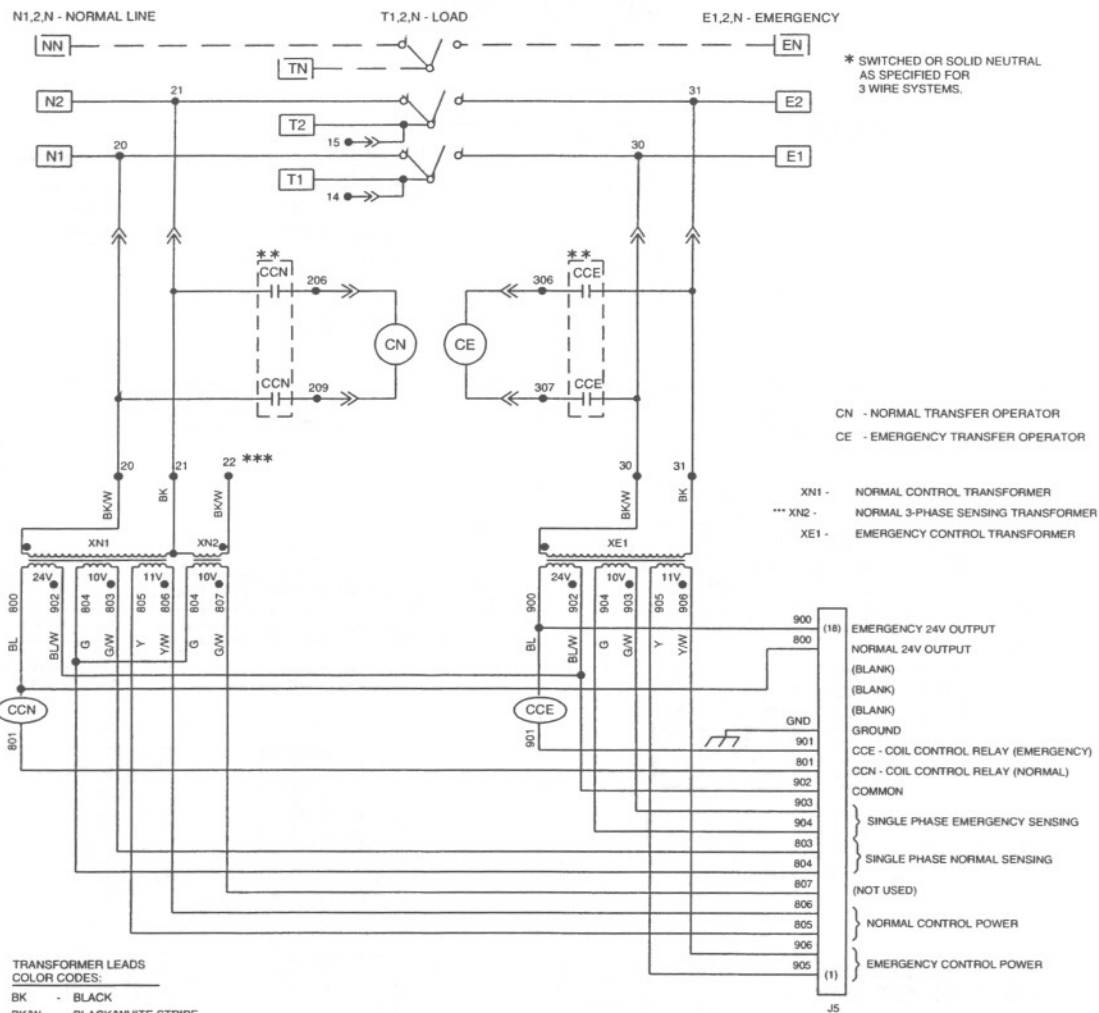 N1,2,N - NORMAL LINE
T1,2,N - LOAD
E1,2,N - EMERGENCY
NN
EN
TN
* SWITCHED OR SOLID NEUTRAL
AS SPECIFIED FOR
3 WIRE SYSTEMS.
N2
21
31
E2
T2
15
N1
20
30
E1
T1
14
**
CCN
206
306
**
CCE
CN
CE
CCN
209
307
CCE
CN - NORMAL TRANSFER OPERATOR
CE - EMERGENCY TRANSFER OPERATOR
20
21
22 ***
30
31
BK/W
BK
BK/W
BK/W
BK
XN1 - NORMAL CONTROL TRANSFORMER
*** XN2 - NORMAL 3-PHASE SENSING TRANSFORMER
XE1 - EMERGENCY CONTROL TRANSFORMER
XN1
XN2
XE1
24V
10V
11V
10V
24V
10V
11V
800
902
804
803
805
806
804
807
900
902
904
903
905
906
BL
BL/W
G
G/W
Y
Y/W
G
G/W
BL
BL/W
G
G/W
Y
Y/W
CCN
801
CCE
901
900 (18) EMERGENCY 24V OUTPUT
800 NORMAL 24V OUTPUT
(BLANK)
(BLANK)
(BLANK)
GND GROUND
901 CCE - COIL CONTROL RELAY (EMERGENCY)
801 CCN - COIL CONTROL RELAY (NORMAL)
902 COMMON
903
904
SINGLE PHASE EMERGENCY SENSING
803
804
SINGLE PHASE NORMAL SENSING
807 (NOT USED)
806
805
NORMAL CONTROL POWER
906
905 (1)
EMERGENCY CONTROL POWER
J5
TRANSFORMER LEADS
COLOR CODES:
BK - BLACK
BK/W - BLACK/WHITE STRIPE